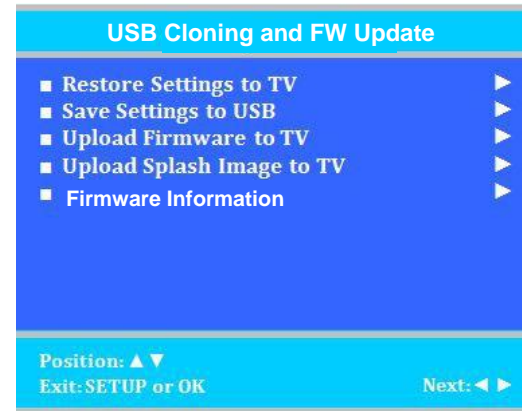 USB Cloning and FW Update
Restore Settings to TV
Save Settings to USB
Upload Firmware to TV
Upload Splash Image to TV
Firmware Information
Position: ▲ ▼
Exit: SETUP or OK
Next: ◄ ►